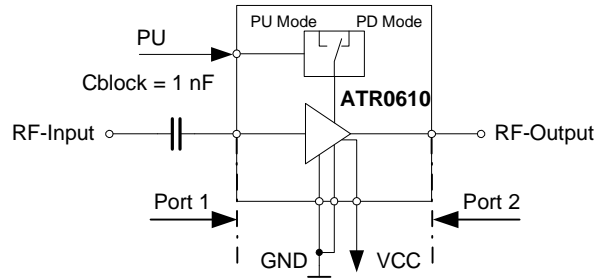 PU Mode PD Mode
PU
Cblock = 1 nF
ATR0610
RF-Input
RF-Output
Port 1
Port 2
GND
VCC